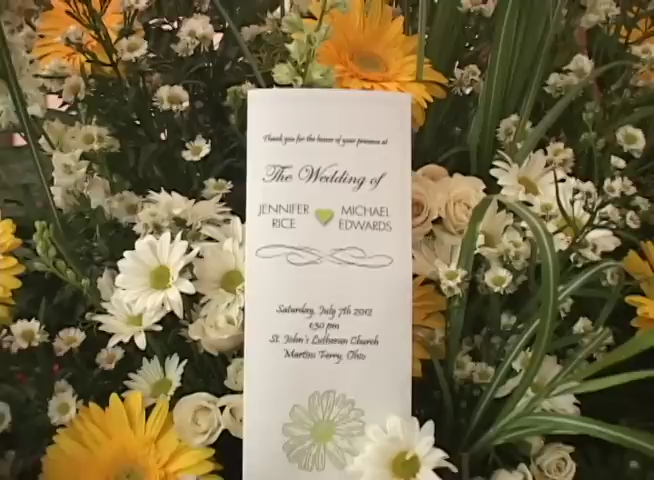 Thank you for the honor of your presence at
The Wedding of
JENNIFER RICE
MICHAEL EDWARDS
Saturday, July 7th 2012
1:30 pm
St. John's Lutheran Church
Martins Ferry, Ohio